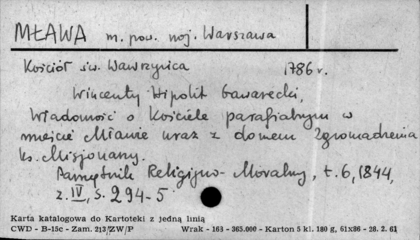 MŁAWA m. pow. woj. Warszawa
Kościół św. Wawrzyńca 1786 r.
Wincenty Hipolit Gawarecki,
Wiadomość o Kościele parafialnym w
mieście Mławie wraz z domem Zgromadzenia
ks. Misjonarzy.
Pamiętnik Religijno-Moralny, t. 6, 1844,
z. IV, s. 294-5
Karta katalogowa do Kartoteki z jedną linią
CWD - B-15c - Zam. 213/ZW/P Wrak - 163 - 365.000 - Karton 5 kl. 180 g, 61x86 - 28. 2. 61